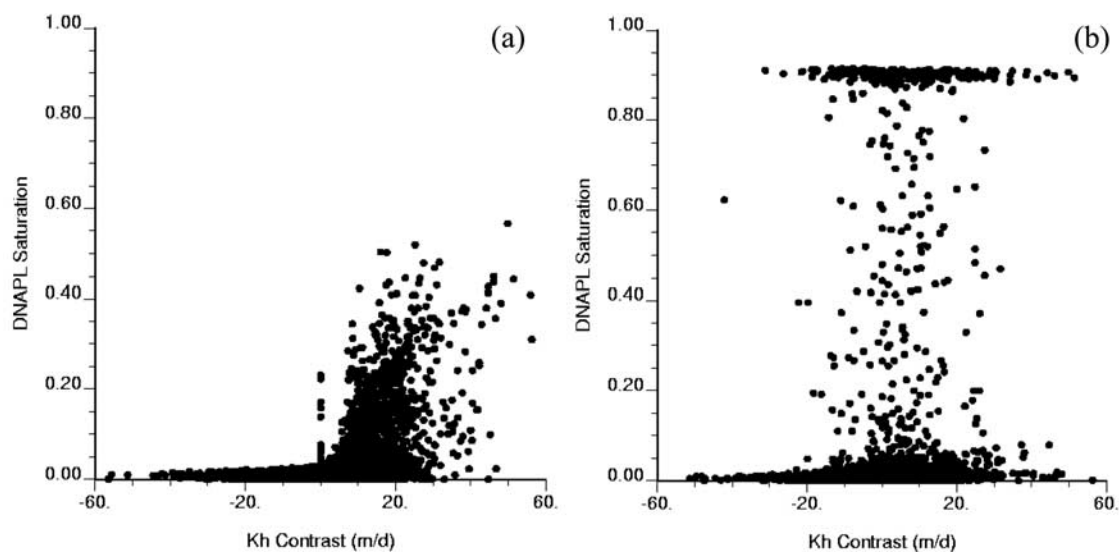 (a)
1.00
0.80
0.60
0.40
0.20
0.00
DNAPL Saturation
-60. -20. 20. 60.
Kh Contrast (m/d)
(b)
1.00
0.80
0.60
0.40
0.20
0.00
DNAPL Saturation
-60. -20. 20. 60.
Kh Contrast (m/d)